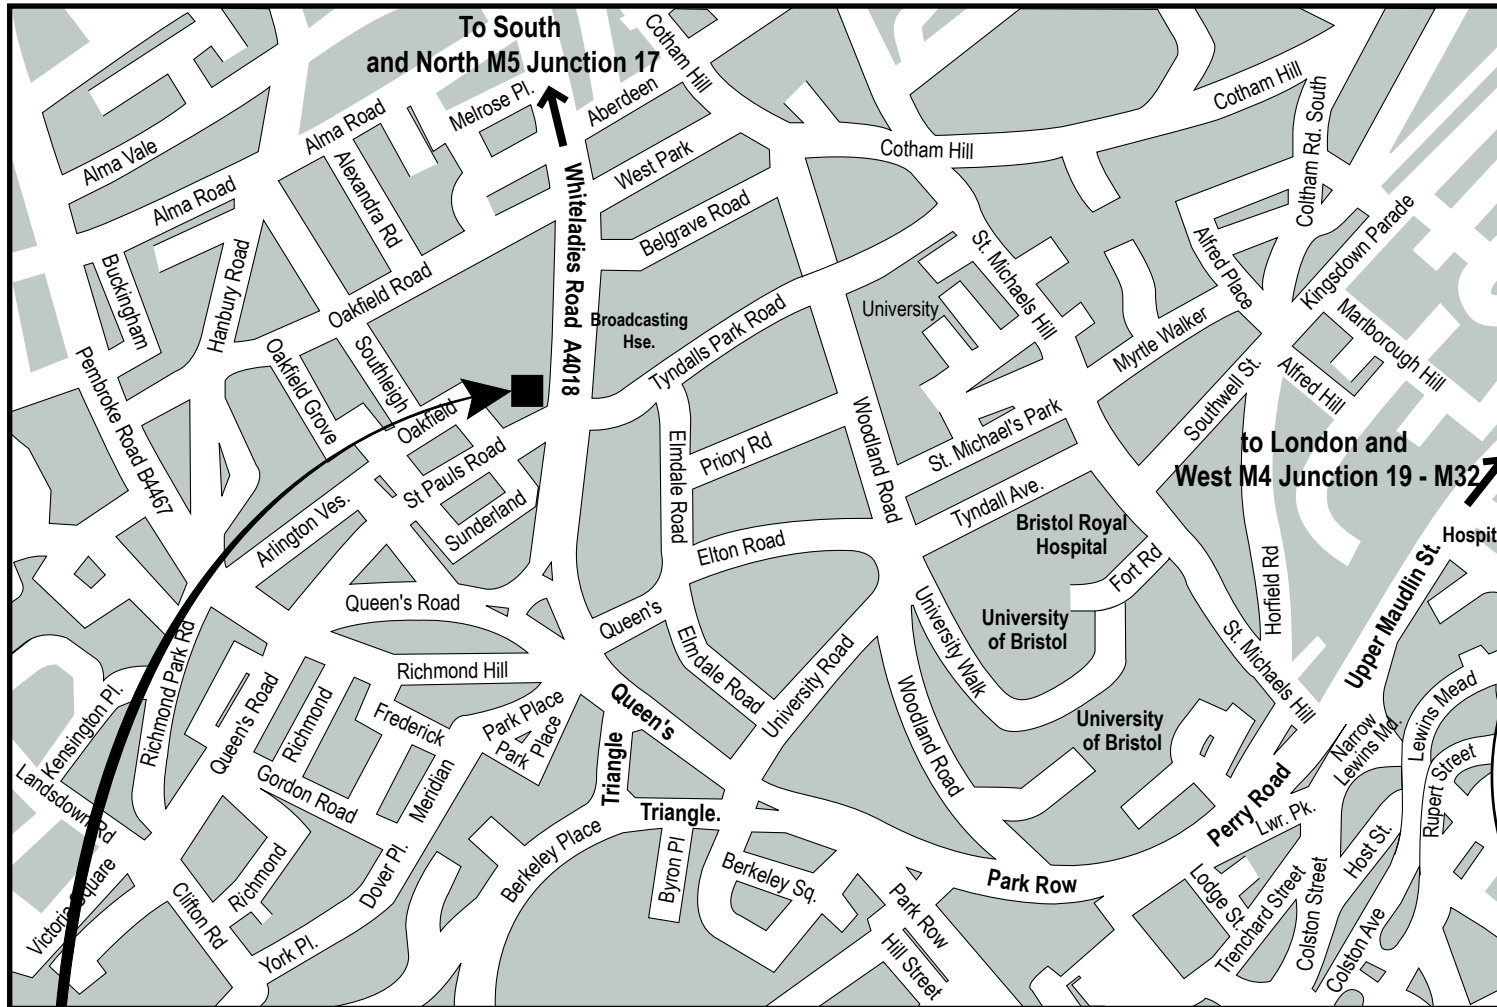 To South
and North M5 Junction 17
Cotham Hill
Cotham Hill
Cotham Hill
Coltham Rd. South
Alma Vale
Alma Road
Alma Road
Melrose Pl.
Aberdeen
Alexandra Rd
West Park
Belgrave Road
Whiteladies Road A4018
Buckingham
Hanbury Road
Oakfield Road
St. Michaels Hill
Alfred Place
Kingsdown Parade
University
Broadcasting
Hse.
Tyndalls Park Road
Myrtle Walker
Marlborough Hill
Pembroke Road B4467
Oakfield Grove
Southleigh
Oakfield
St Pauls Road
Sunderland
Arlington Ves.
Elmdale Road
Priory Rd
Woodland Road
St. Michael's Park
Tyndall Ave.
Southwell St.
Alfred Hill
to London and
West M4 Junction 19 - M32
Bristol Royal
Hospital
Hospit
Elton Road
Fort Rd
Horfield Rd
Upper Maudlin St.
Queen's Road
Queen's
University
of Bristol
University Walk
Richmond Hill
Elmdale Road
University Road
Woodland Road
St. Michaels Hill
Kensington Pl.
Richmond Park Rd
Queen's Road
Richmond
Frederick
Park Place
Park
Place
Queen's
Triangle
University
of Bristol
Narrow
Lewins Md.
Lewins Mead
Rupert Street
Landsdown Rd
Gordon Road
Meridian
Triangle.
Perry Road
Lwr. Pk.
Host St.
Victoria Square
Clifton Rd
Richmond
Dover Pl.
York Pl.
Berkeley Place
Byron Pl
Berkeley Sq.
Park Row
Park Row
Hill Street
Lodge St.
Trenchard Street
Colston Street
Colston Ave